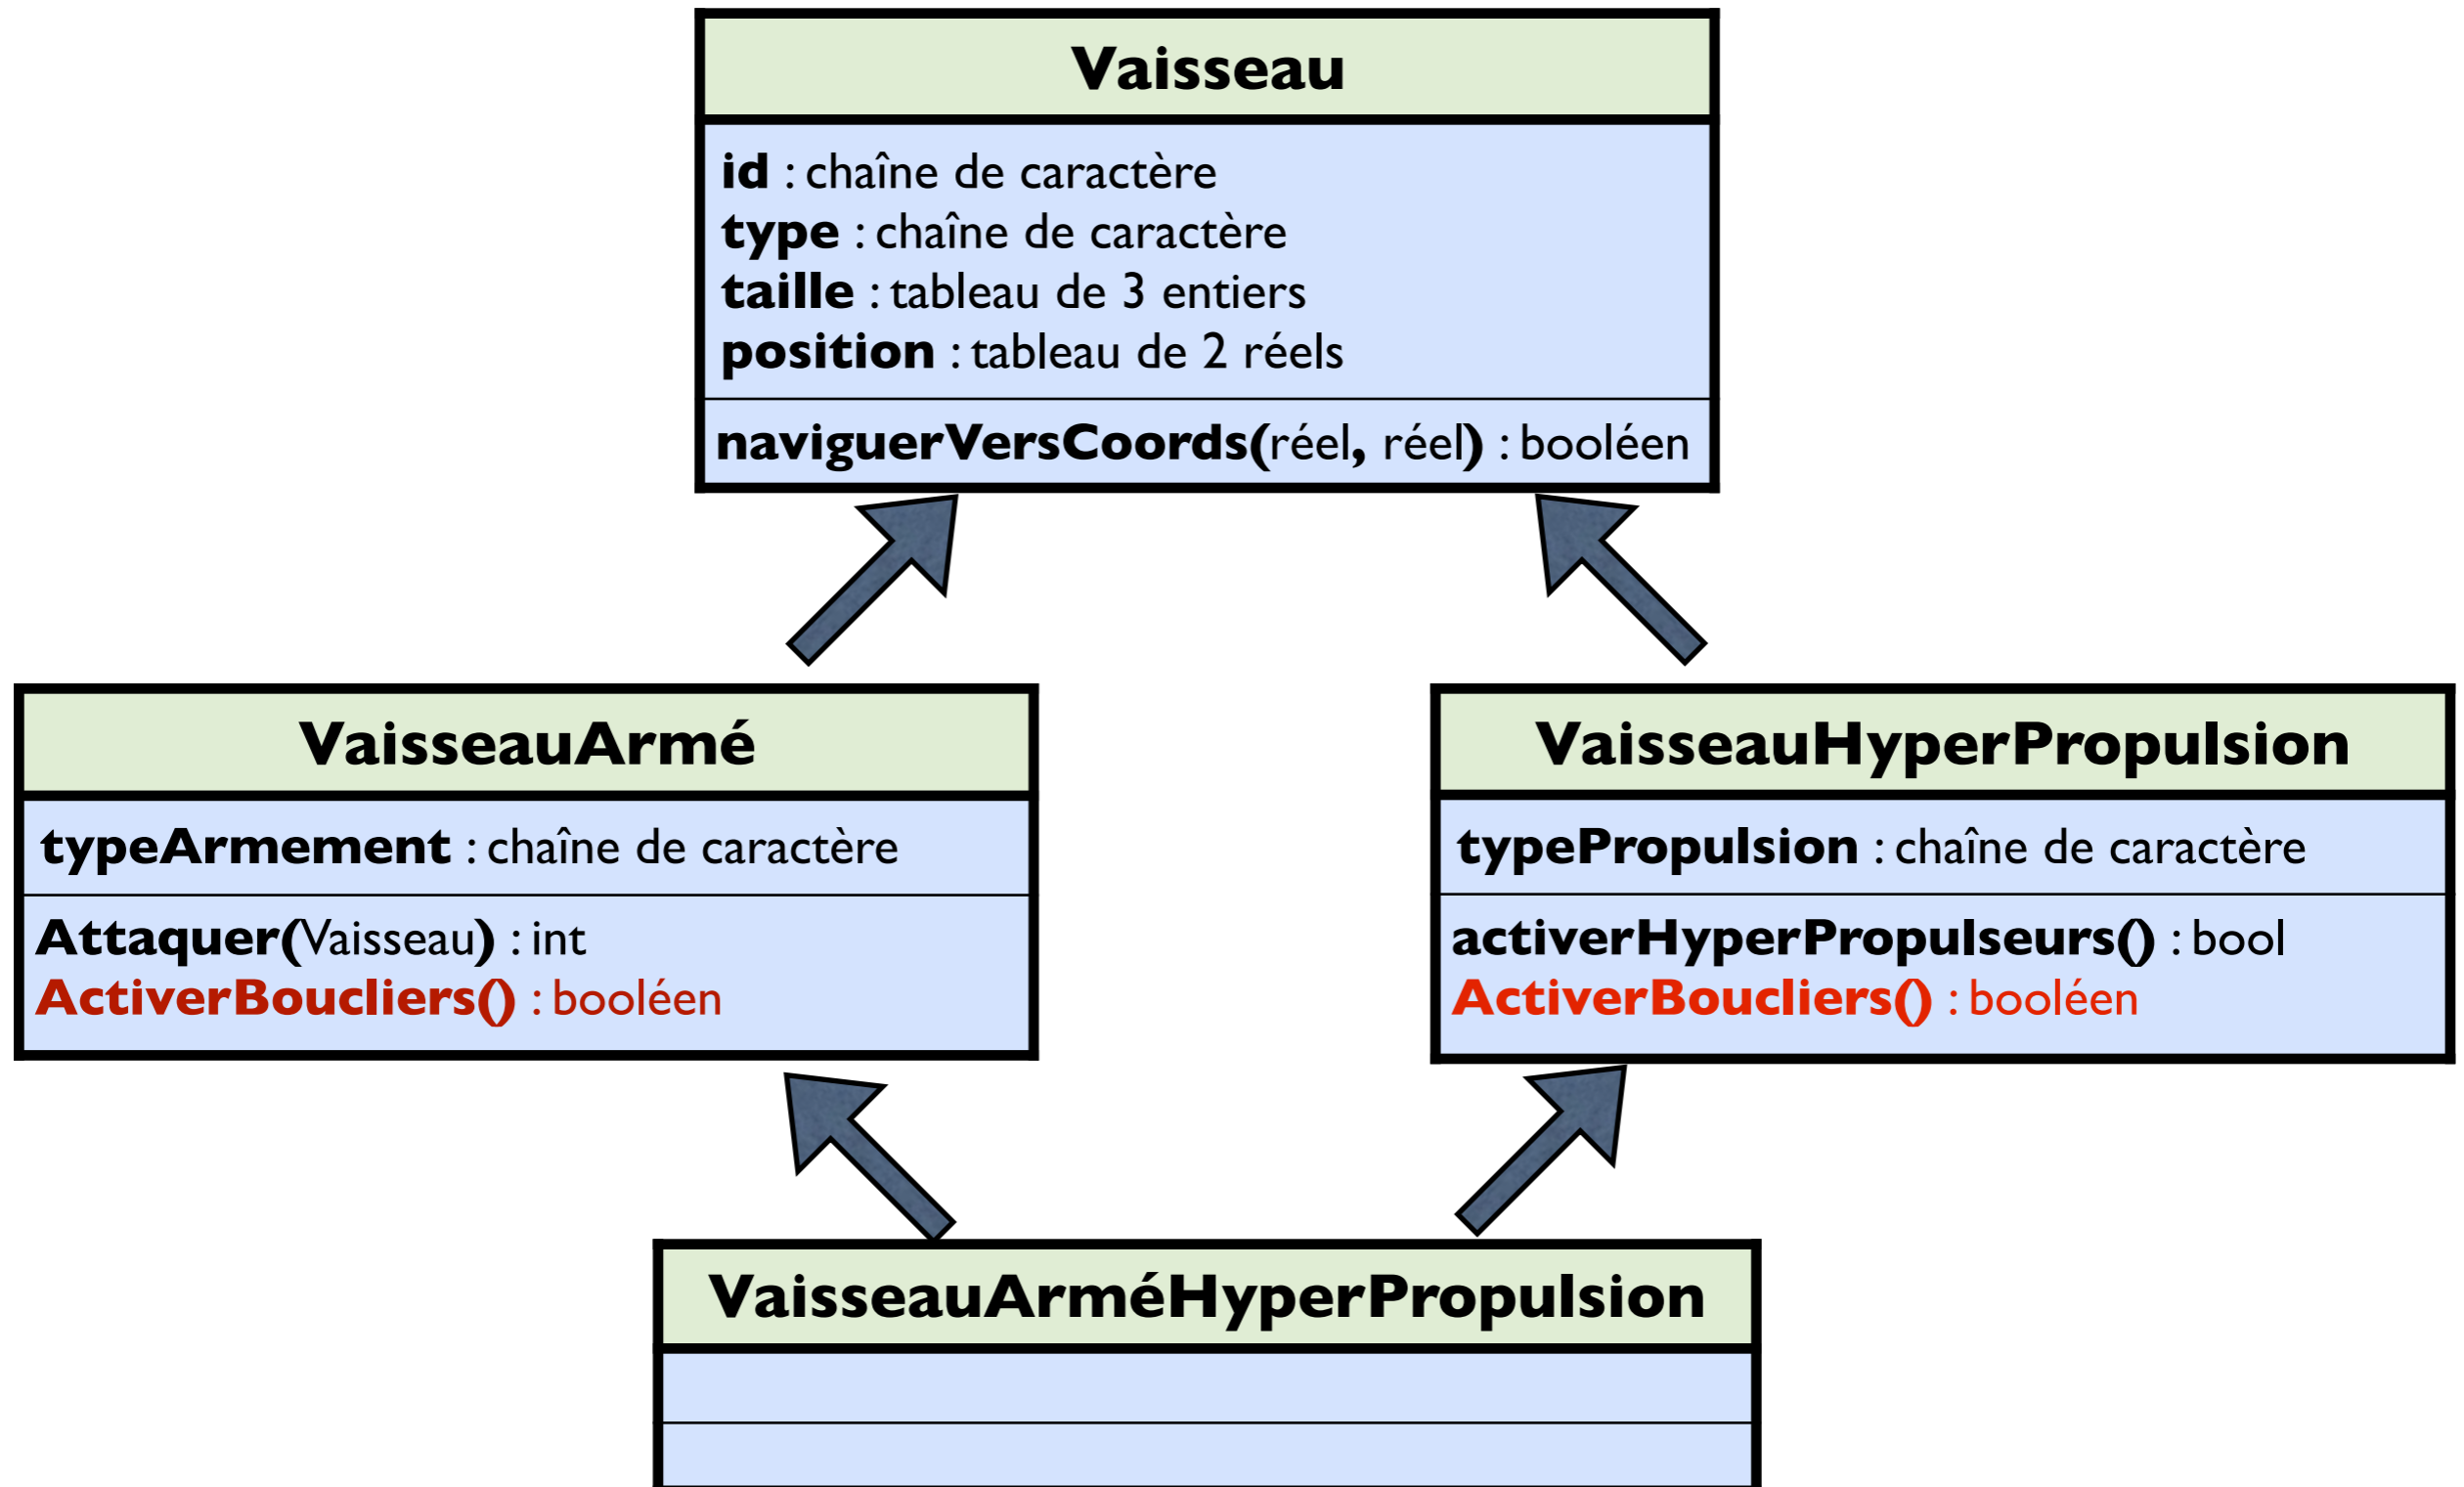 Vaisseau
id : chaîne de caractère
type : chaîne de caractère
taille : tableau de 3 entiers
position : tableau de 2 réels
naviguerVersCoords(réel, réel) : booléen
VaisseauArmé
typeArmement : chaîne de caractère
Attaquer(Vaisseau) : int
ActiverBoucliers() : booléen
VaisseauHyperPropulsion
typePropulsion : chaîne de caractère
activerHyperPropulseurs() : bool
ActiverBoucliers() : booléen
VaisseauArméHyperPropulsion